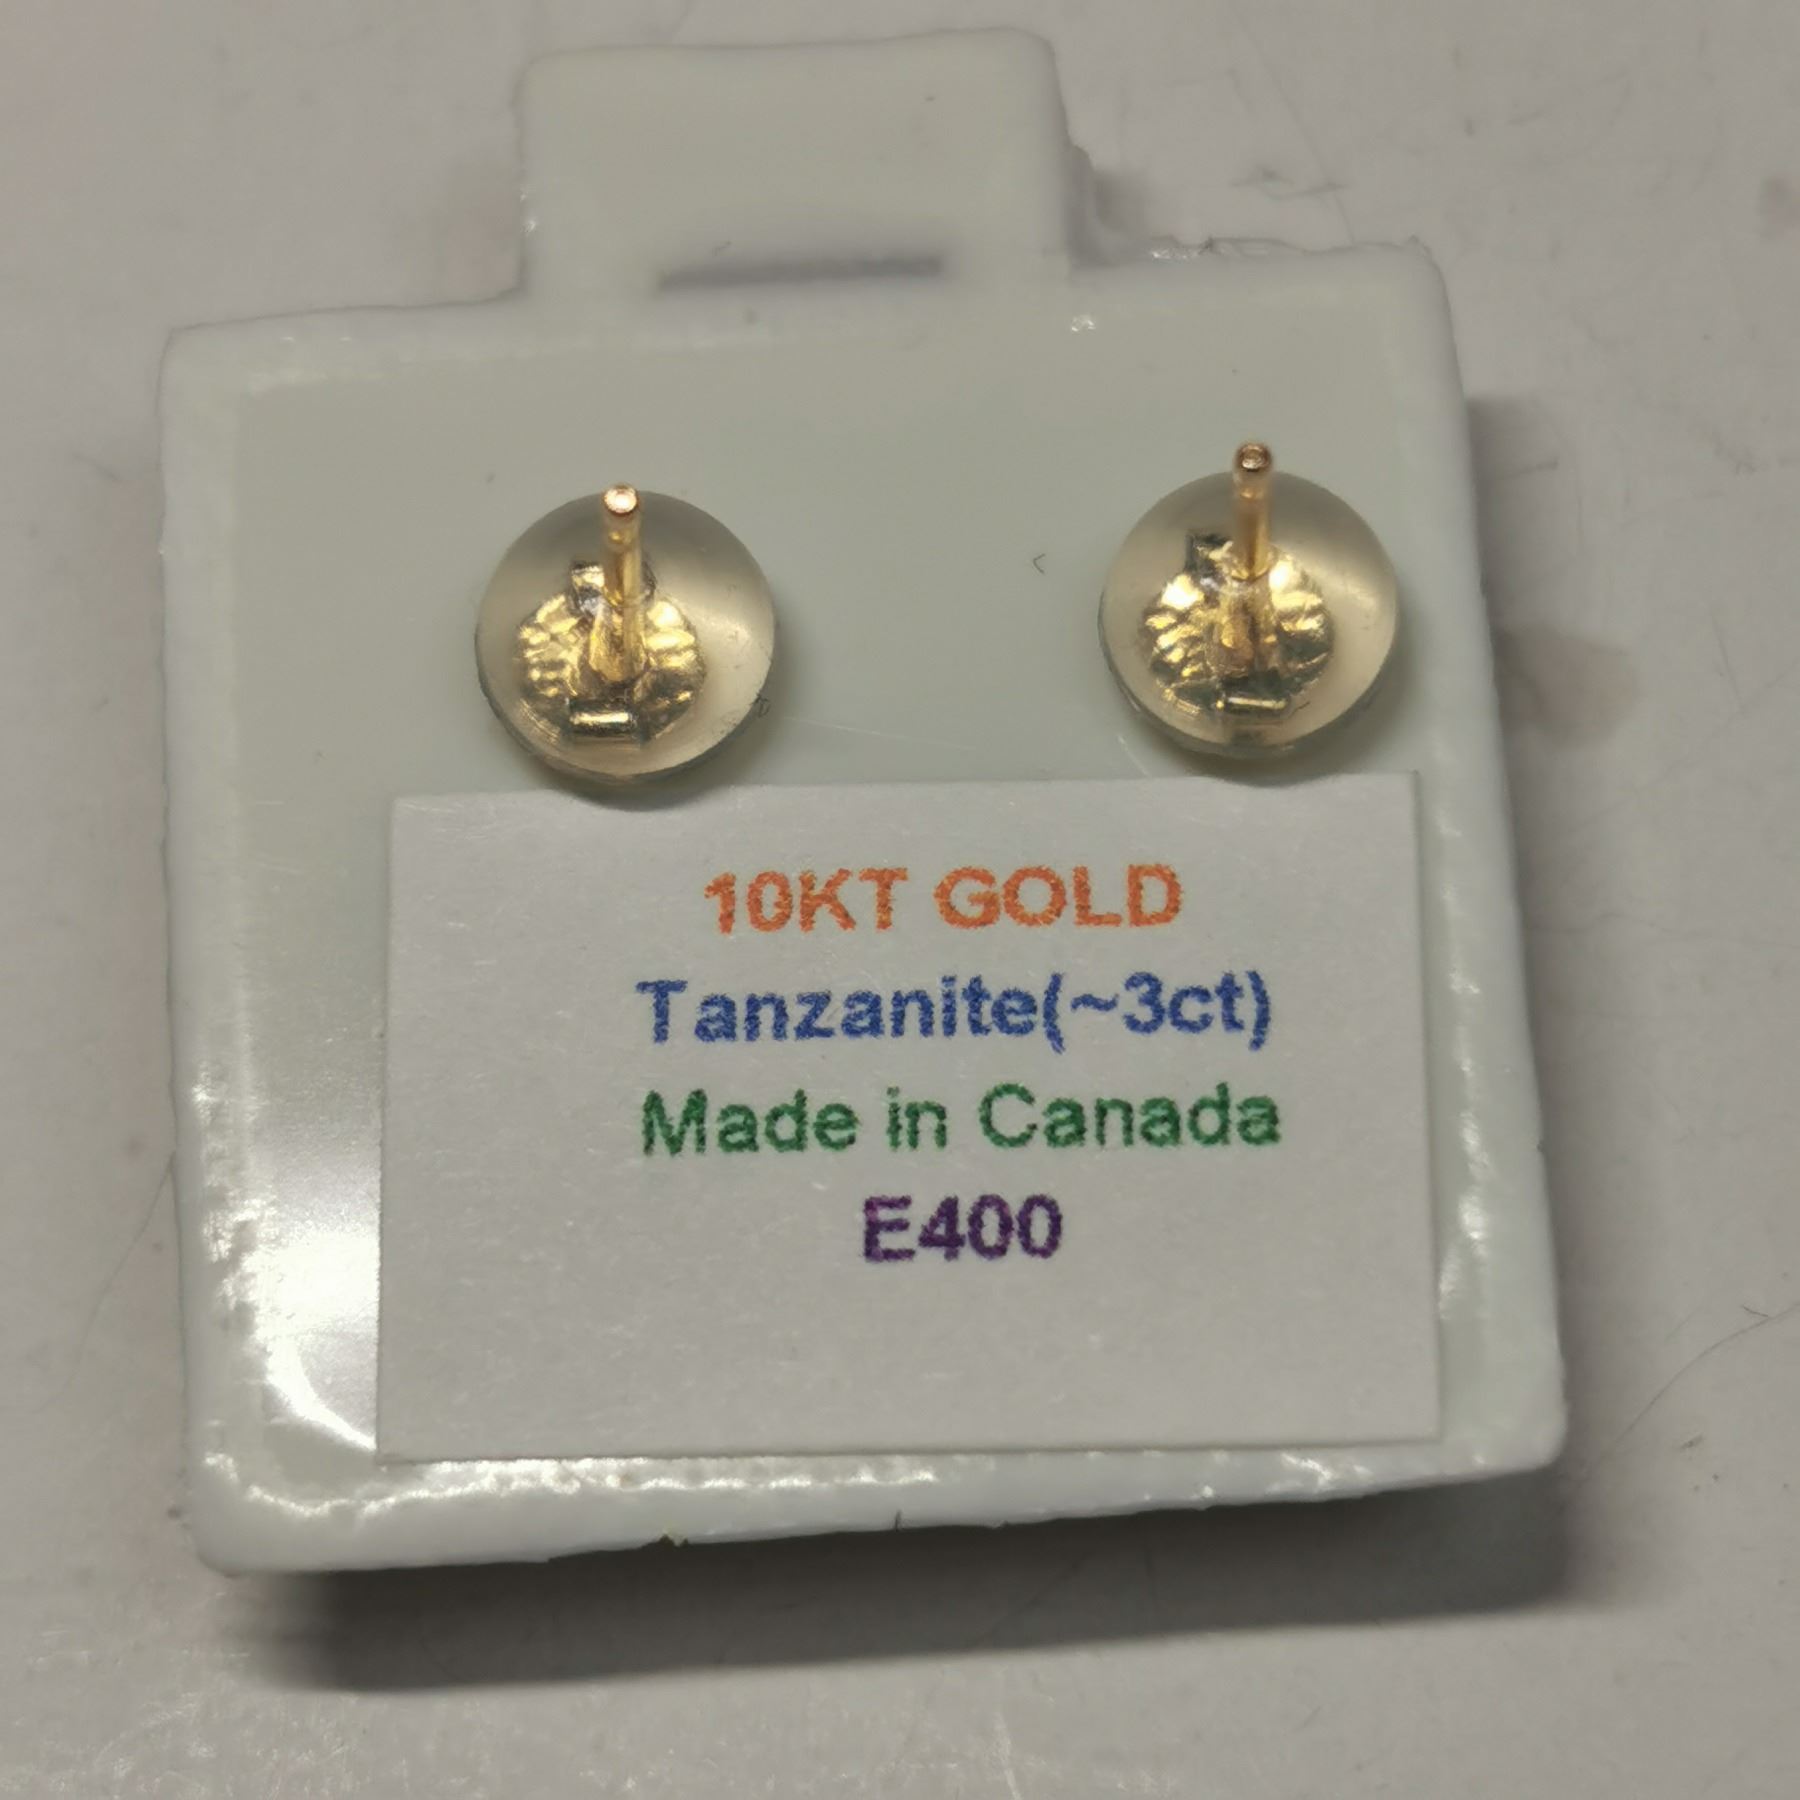 10KT GOLD
Tanzanite(~3ct)
Made in Canada
E400